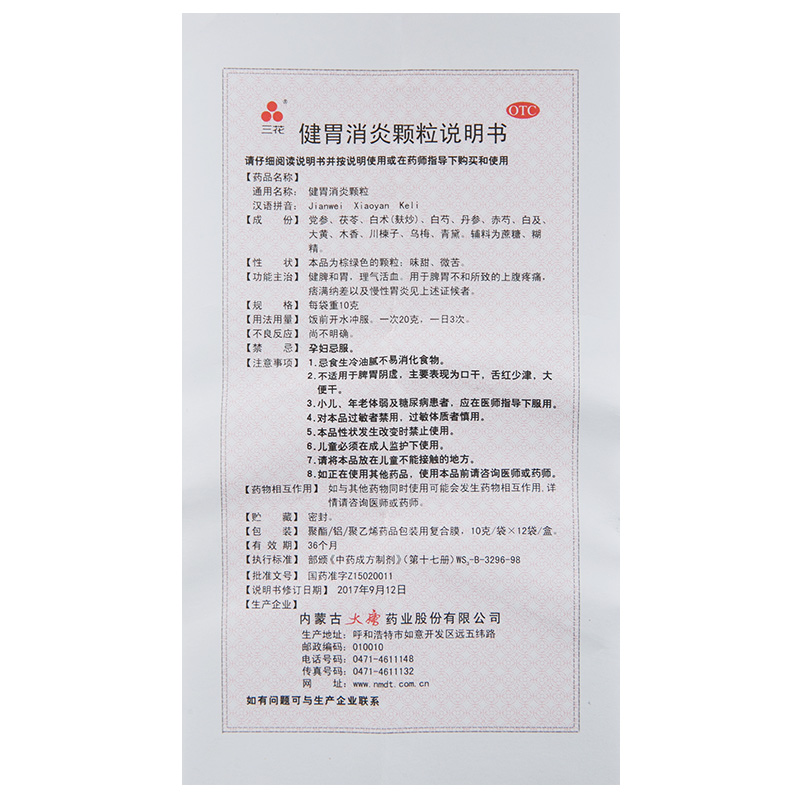 三花®
OTC
健胃消炎颗粒说明书
请仔细阅读说明书并按说明使用或在药师指导下购买和使用
【药品名称】
通用名称：健胃消炎颗粒
汉语拼音：Jianwei Xiaoyan Keli
【成 份】党参、茯苓、白术(麸炒)、白芍、丹参、赤芍、白及、
大黄、木香、川楝子、乌梅、青黛。辅料为蔗糖、糊
精。
【性 状】本品为棕绿色的颗粒；味甜、微苦。
【功能主治】健脾和胃，理气活血。用于脾胃不和所致的上腹疼痛，
痞满纳差以及慢性胃炎见上述证候者。
【规 格】每袋重10克
【用法用量】饭前开水冲服。一次20克，一日3次。
【不良反应】尚不明确。
【禁 忌】孕妇忌服。
【注意事项】1.忌食生冷油腻不易消化食物。
2.不适用于脾胃阴虚，主要表现为口干，舌红少津，大
便干。
3.小儿、年老体弱及糖尿病患者，应在医师指导下服用。
4.对本品过敏者禁用，过敏体质者慎用。
5.本品性状发生改变时禁止使用。
6.儿童必须在成人监护下使用。
7.请将本品放在儿童不能接触的地方。
8.如正在使用其他药品，使用本品前请咨询医师或药师。
【药物相互作用】如与其他药物同时使用可能会发生药物相互作用,详
情请咨询医师或药师。
【贮 藏】密封。
【包 装】聚酯/铝/聚乙烯药品包装用复合膜，10克/袋×12袋/盒。
【有 效 期】36个月
【执行标准】部颁《中药成方制剂》(第十七册)WS₃-B-3296-98
【批准文号】国药准字Z15020011
【说明书修订日期】2017年9月12日
【生产企业】
内蒙古大唐药业股份有限公司
生产地址：呼和浩特市如意开发区远五纬路
邮政编码：010010
电话号码：0471-4611148
传真号码：0471-4611132
网 址：www.nmdt.com.cn
如有问题可与生产企业联系